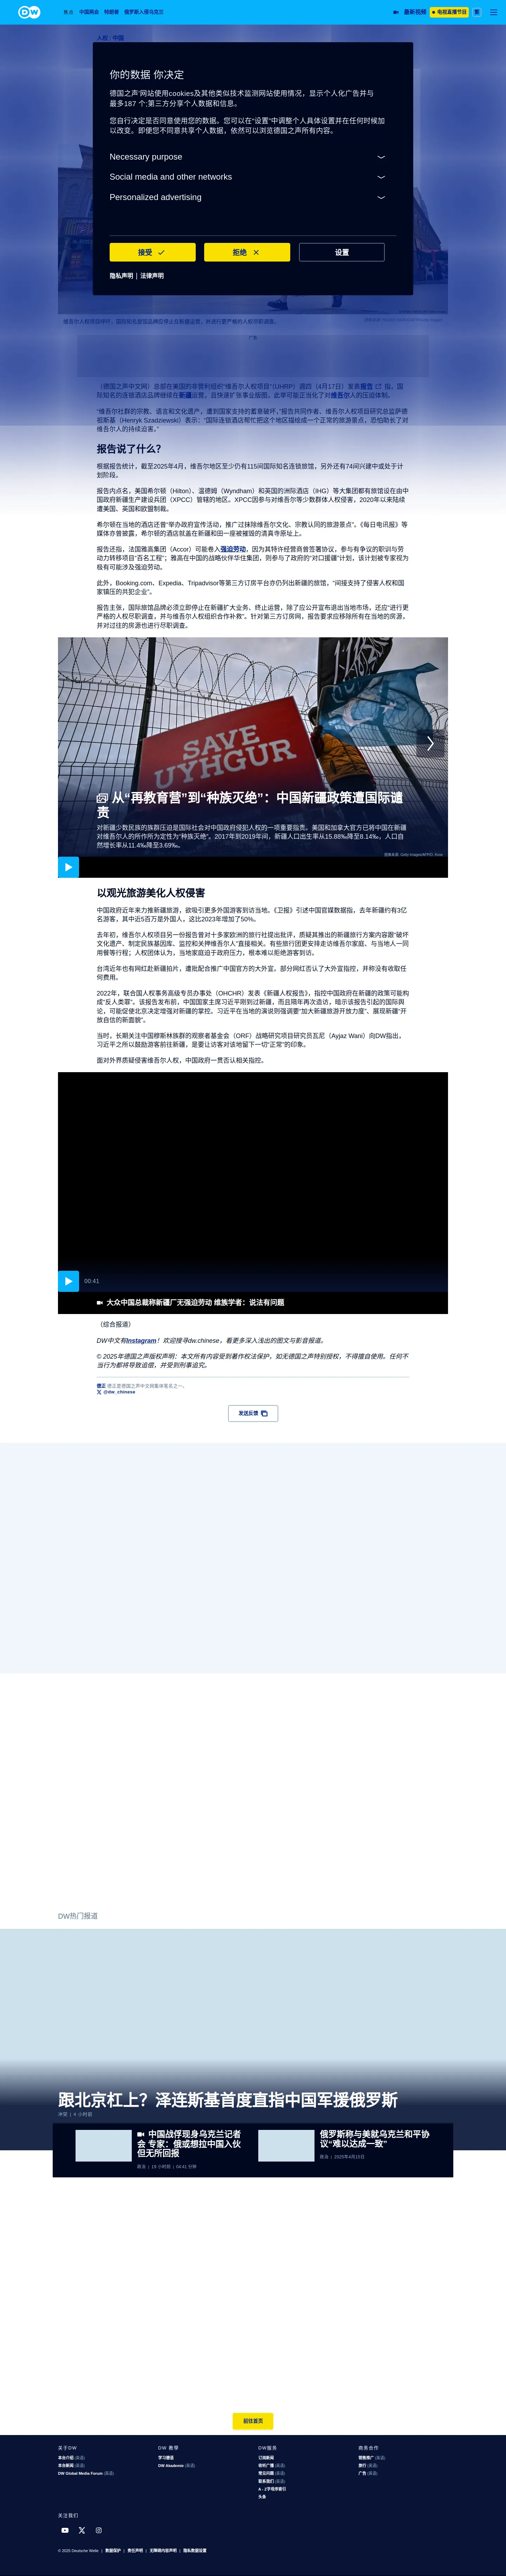 DW
焦点
中国商会
特朗普
俄罗斯入侵乌克兰
最新视频
电视直播节目
繁
人权 中国
你的数据 你决定
德国之声'网站使用cookies及其他类似技术监测网站使用情况，显示个人化广告并与
最多187 个;第三方分享个人数据和信息。
您自行决定是否同意使用您的数据。您可以在"设置"中调整个人具体设置并在任何时候加
以改变。即便您不同意共享个人数据，依然可以浏览德国之声所有内容。
Necessary purpose
Social media and other networks
Personalized advertising
接受
拒绝
设置
隐私声明 | 法律声明
维吾尔人权项目呼吁，国际知名旅馆品牌应停止在新疆运营，并进行更严格的人权尽职调查。
广告
（德国之声中文网）总部在美国的非营利组织"维吾尔人权项目"（UHRP）周四（4月17日）发表报告 指，国
际知名的连锁酒店品牌继续在新疆运营，且快速扩张事业版图。此举可能正当化了对维吾尔人的压迫体制。
"维吾尔社群的宗教、语言和文化遗产，遭到国家支持的蓄意破坏，"报告共同作者、维吾尔人权项目研究总监萨德
祖斯基（Henryk Szadziewski）表示："国际连锁酒店帮忙把这个地区描绘成一个正常的旅游景点，恐怕助长了对
维吾尔人的持续迫害。"
报告说了什么？
根据报告统计，截至2025年4月，维吾尔地区至少仍有115间国际知名连锁旅馆，另外还有74间兴建中或处于计
划阶段。
报告内点名，美国希尔顿（Hilton）、温德姆（Wyndham）和英国的洲际酒店（IHG）等大集团都有旅馆设在由中
国政府新疆生产建设兵团（XPCC）管辖的地区。XPCC因参与对维吾尔等少数群体人权侵害，2020年以来陆续
遭美国、英国和欧盟制裁。
希尔顿在当地的酒店还曾"举办政府宣传活动，推广过抹除维吾尔文化、宗教认同的旅游景点"。《每日电讯报》等
媒体亦曾披露，希尔顿的酒店就盖在新疆和田一座被摧毁的清真寺原址上。
报告还指，法国雅高集团（Accor）可能卷入强迫劳动，因为其特许经营商曾签署协议，参与有争议的职训与劳
动力转移项目"百名工程"；雅高在中国的战略伙伴华住集团，则参与了政府的"对口援疆"计划，该计划被专家视为
极有可能涉及强迫劳动。
此外，Booking.com、Expedia、Tripadvisor等第三方订房平台亦仍列出新疆的旅馆，"间接支持了侵害人权和国
家镇压的共犯企业"。
报告主张，国际旅馆品牌必须立即停止在新疆扩大业务、终止运营，除了应公开宣布退出当地市场，还应"进行更
严格的人权尽职调查，并与维吾尔人权组织合作补救"。针对第三方订房网，报告要求应移除所有在当地的房源，
并对过往的房源也进行尽职调查。
SAVE
UYHGUR
从"再教育营"到"种族灭绝"：中国新疆政策遭国际谴
责
对新疆少数民族的族群压迫是国际社会对中国政府侵犯人权的一项重要指责。美国和加拿大官方已将中国在新疆
对维吾尔人的所作所为定性为"种族灭绝"。2017年到2019年间，新疆人口出生率从15.88‰降至8.14‰，人口自
然增长率从11.4‰降至3.69‰。
图像来源: Getty Images/AFP/O. Kose
以观光旅游美化人权侵害
中国政府近年来力推新疆旅游，欲吸引更多外国游客到访当地。《卫报》引述中国官媒数据指，去年新疆约有3亿
名游客，其中近5百万是外国人，这比2023年增加了50%。
去年初，维吾尔人权项目另一份报告曾对十多家欧洲的旅行社提出批评，质疑其推出的新疆旅行方案内容跟"破坏
文化遗产、制定民族基因库、监控和关押维吾尔人"直接相关。有些旅行团更安排走访维吾尔家庭、与当地人一同
用餐等行程；人权团体认为，当地家庭迫于政府压力，根本难以拒绝游客到访。
台湾近年也有网红赴新疆拍片，遭批配合推广中国官方的大外宣。部分网红否认了大外宣指控，并称没有收取任
何费用。
2022年，联合国人权事务高级专员办事处（OHCHR）发表《新疆人权报告》，指控中国政府在新疆的政策可能构
成"反人类罪"。该报告发布前，中国国家主席习近平刚到过新疆，而且隔年再次造访，暗示该报告引起的国际舆
论，可能促使北京决定增强对新疆的掌控。习近平在当地的演说则强调要"加大新疆旅游开放力度"、展现新疆"开
放自信的新面貌"。
当时，长期关注中国穆斯林族群的观察者基金会（ORF）战略研究项目研究员瓦尼（Ayjaz Wani）向DW指出，
习近平之所以鼓励游客前往新疆，是要让访客对该地留下一切"正常"的印象。
面对外界质疑侵害维吾尔人权，中国政府一贯否认相关指控。
00:41
大众中国总裁称新疆厂无强迫劳动 维族学者：说法有问题
（综合报道）
DW中文有Instagram！欢迎搜寻dw.chinese，看更多深入浅出的图文与影音报道。
© 2025年德国之声版权声明：本文所有内容受到著作权法保护，如无德国之声特别授权，不得擅自使用。任何不
当行为都将导致追偿，并受到刑事追究。
德正 德正是德国之声中文网集体笔名之一。
@dw_chinese
发送反馈
DW热门报道
跟北京杠上？泽连斯基首度直指中国军援俄罗斯
冲突 | 4 小时前
中国战俘现身乌克兰记者
会 专家：俄或想拉中国入伙
但无所回报
政治 | 19 小时前 | 04:41 分钟
俄罗斯称与美就乌克兰和平协
议"难以达成一致"
政治 | 2025年4月15日
前往首页
关于DW
本台介绍 (英语)
本台新闻 (英语)
DW Global Media Forum (英语)
DW 教學
学习德语
DW Akademie (英语)
DW服务
订阅新闻
收听广播 (英语)
常见问题 (英语)
联系我们 (英语)
A - Z字母序索引
头条
商务合作
销售推广 (英语)
旅行 (英语)
广告 (英语)
关注我们
© 2025 Deutsche Welle | 数据保护 | 责任声明 | 无障碍内容声明 | 隐私数据设置